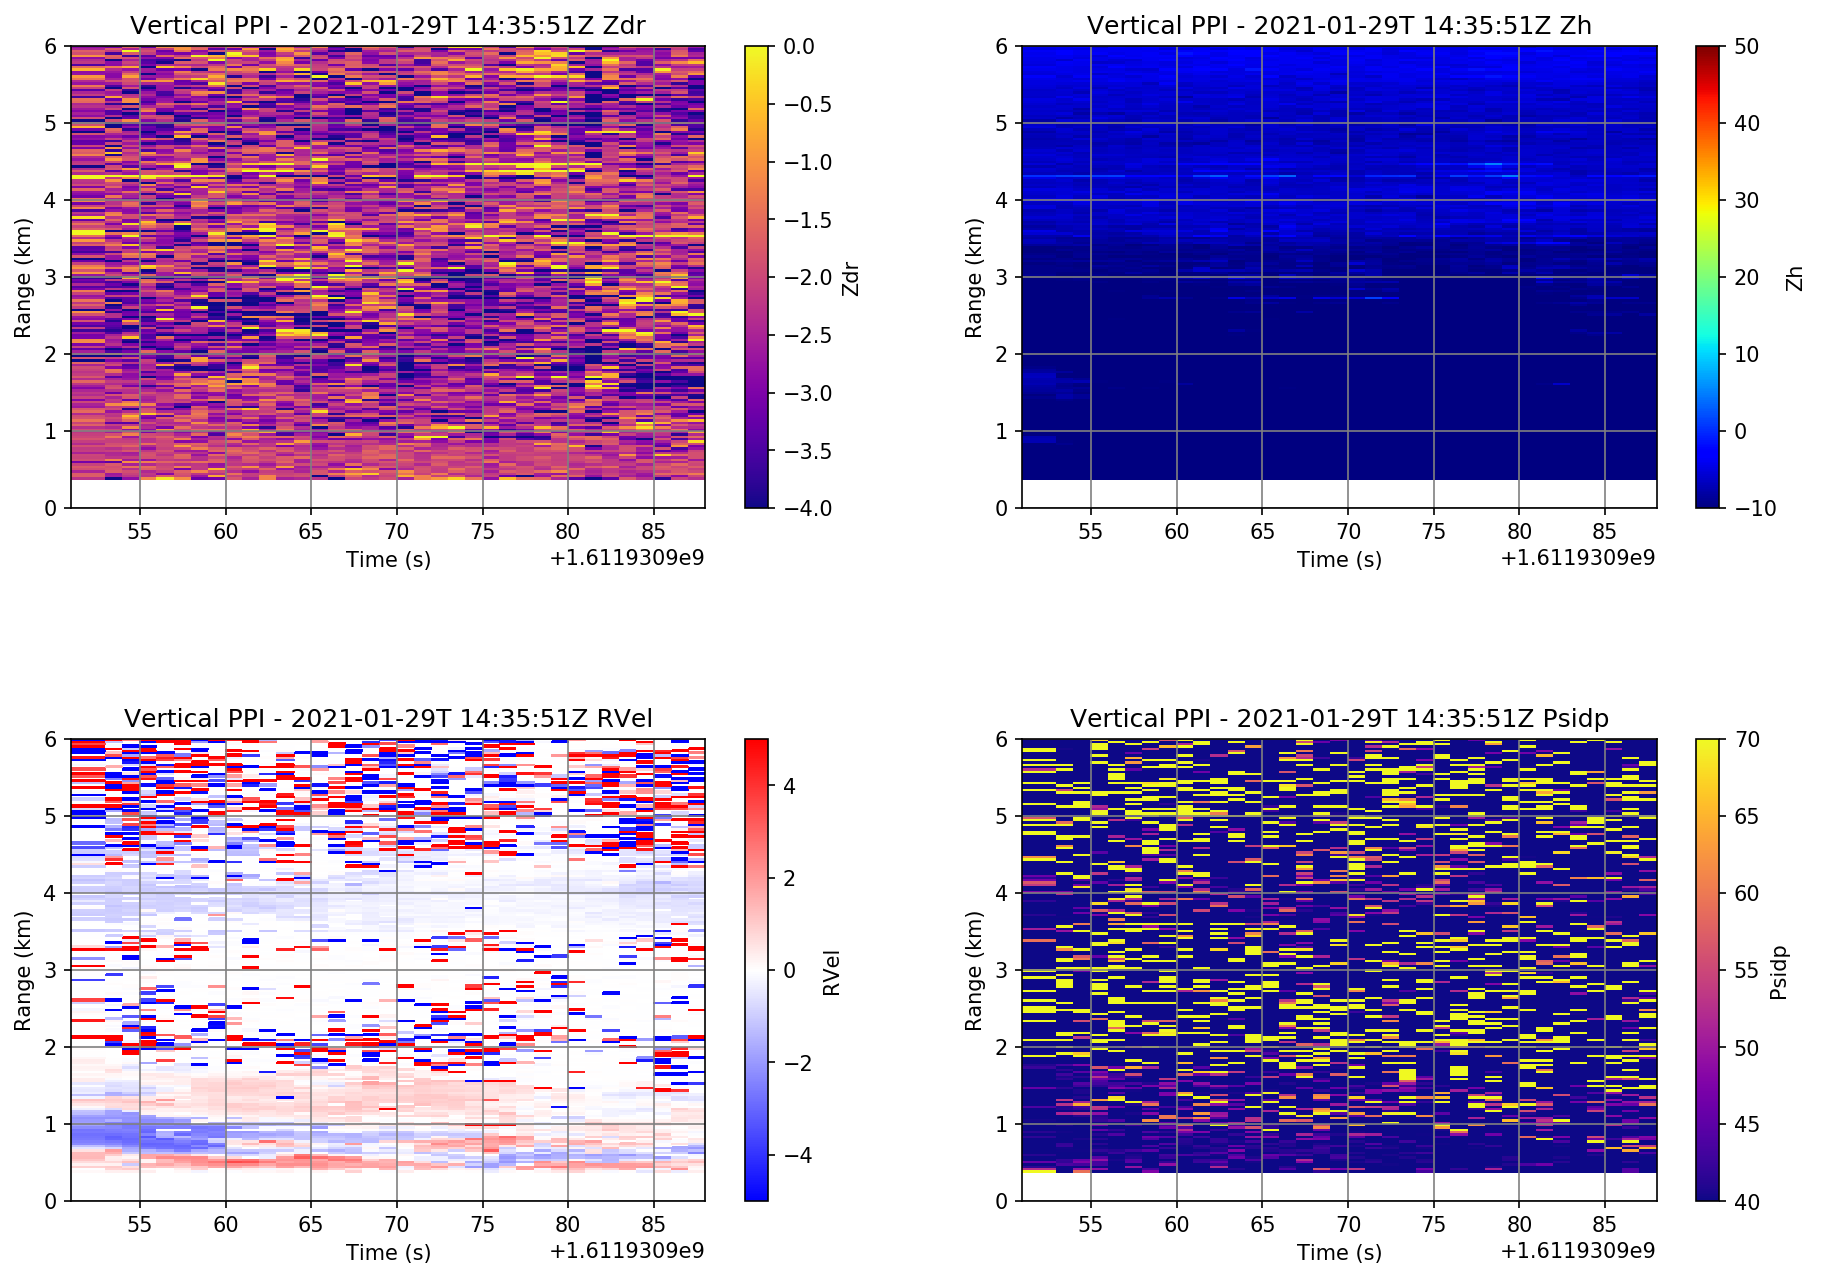 Vertical PPI - 2021-01-29T 14:35:51Z Zdr
6
5
4
3
2
1
0
Range (km)
55 60 65 70 75 80 85
Time (s)
+1.6119309e9
0.0
−0.5
−1.0
−1.5
−2.0
−2.5
−3.0
−3.5
−4.0
Zdr
Vertical PPI - 2021-01-29T 14:35:51Z Zh
6
5
4
3
2
1
0
Range (km)
55 60 65 70 75 80 85
Time (s)
+1.6119309e9
50
40
30
20
10
0
−10
Zh
Vertical PPI - 2021-01-29T 14:35:51Z RVel
6
5
4
3
2
1
0
Range (km)
55 60 65 70 75 80 85
Time (s)
+1.6119309e9
4
2
0
−2
−4
RVel
Vertical PPI - 2021-01-29T 14:35:51Z Psidp
6
5
4
3
2
1
0
Range (km)
55 60 65 70 75 80 85
Time (s)
+1.6119309e9
70
65
60
55
50
45
40
Psidp